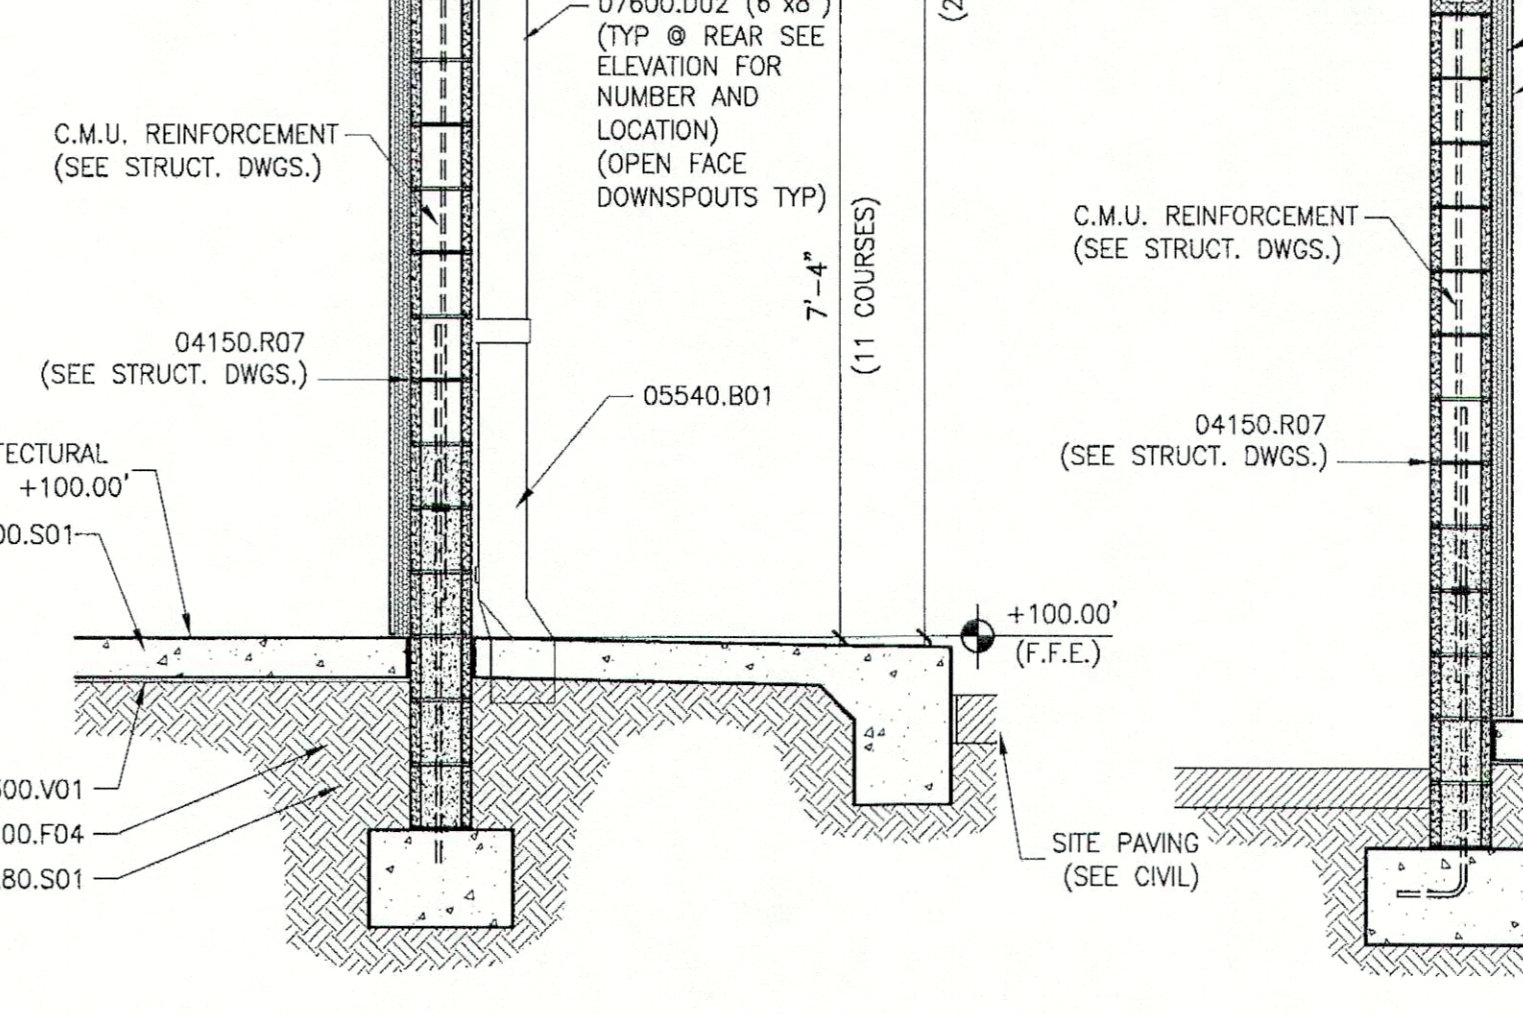 07600.D02 (6"x8")
(TYP @ REAR SEE
ELEVATION FOR
NUMBER AND
LOCATION)
(OPEN FACE
DOWNSPOUTS TYP)
C.M.U. REINFORCEMENT
(SEE STRUCT. DWGS.)
7'-4"
(11 COURSES)
(2
C.M.U. REINFORCEMENT
(SEE STRUCT. DWGS.)
04150.R07
(SEE STRUCT. DWGS.)
05540.B01
04150.R07
(SEE STRUCT. DWGS.)
TECTURAL
+100.00'
00.S01
+100.00'
(F.F.E.)
00.V01
00.F04
80.S01
SITE PAVING
(SEE CIVIL)